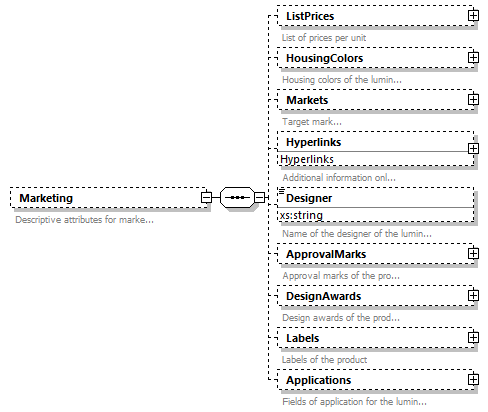 ListPrices
List of prices per unit
HousingColors
Housing colors of the lumin...
Markets
Target mark...
Hyperlinks
Hyperlinks
Additional information onl...
Marketing
Descriptive attributes for marke...
Designer
xs:string
Name of the designer of the lumin...
ApprovalMarks
Approval marks of the pro...
DesignAwards
Design awards of the prod...
Labels
Labels of the product
Applications
Fields of application for the lumin...